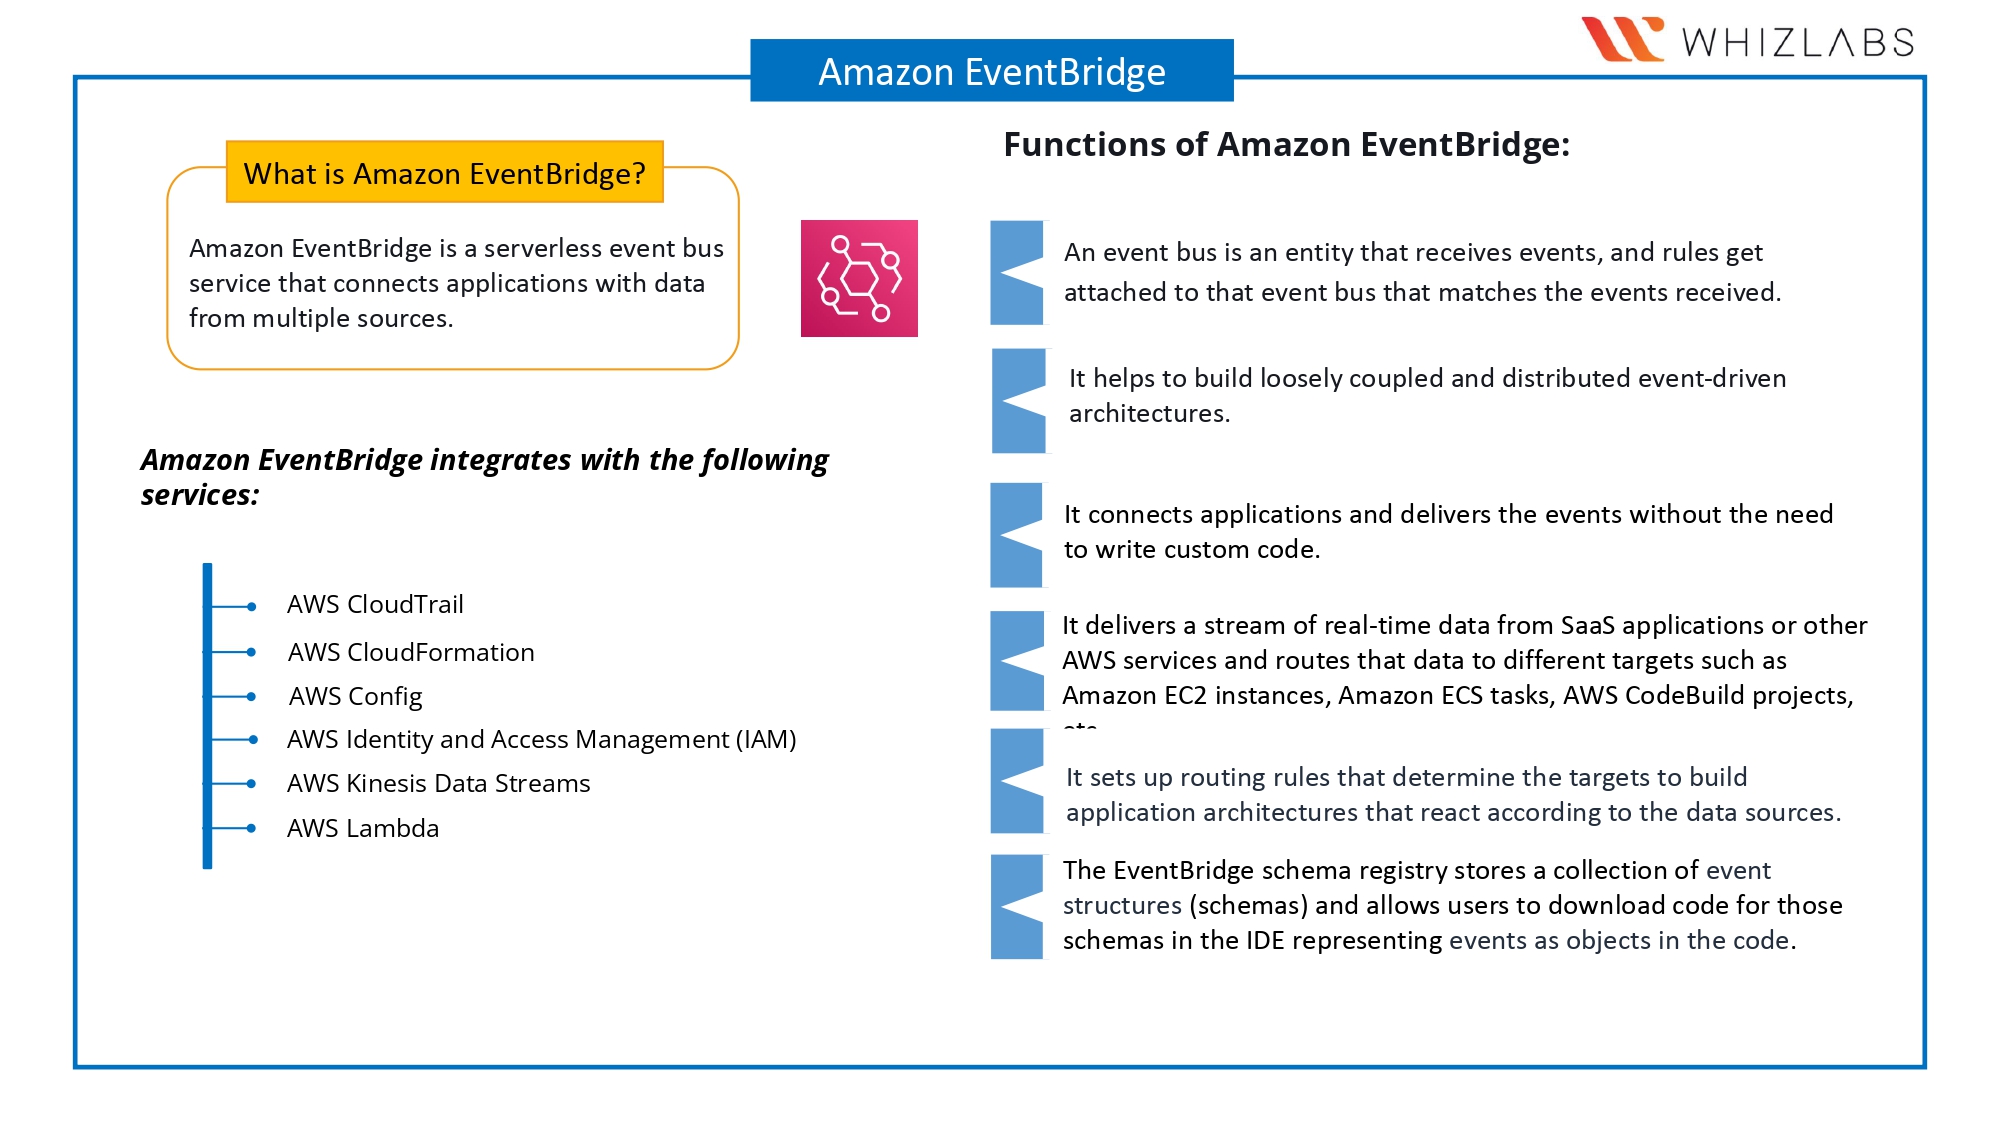 WHIZLABS
Amazon EventBridge
What is Amazon EventBridge?
Amazon EventBridge is a serverless event bus
service that connects applications with data
from multiple sources.
Amazon EventBridge integrates with the following
services:
AWS CloudTrail
AWS CloudFormation
AWS Config
AWS Identity and Access Management (IAM)
AWS Kinesis Data Streams
AWS Lambda
Functions of Amazon EventBridge:
An event bus is an entity that receives events, and rules get
attached to that event bus that matches the events received.
It helps to build loosely coupled and distributed event-driven
architectures.
It connects applications and delivers the events without the need
to write custom code.
It delivers a stream of real-time data from SaaS applications or other
AWS services and routes that data to different targets such as
Amazon EC2 instances, Amazon ECS tasks, AWS CodeBuild projects,
It sets up routing rules that determine the targets to build
application architectures that react according to the data sources.
The EventBridge schema registry stores a collection of event
structures (schemas) and allows users to download code for those
schemas in the IDE representing events as objects in the code.